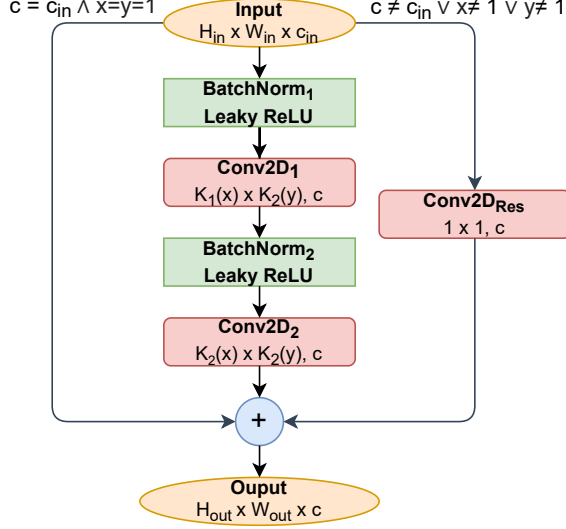 c = c_in ∧ x=y=1
c ≠ c_in ∨ x≠ 1 ∨ y≠ 1
Input
H_in x W_in x c_in
BatchNorm_1
Leaky ReLU
Conv2D_1
K_1(x) x K_2(y), c
Conv2D_Res
1 x 1, c
BatchNorm_2
Leaky ReLU
Conv2D_2
K_2(x) x K_2(y), c
+
Ouput
H_out x W_out x c